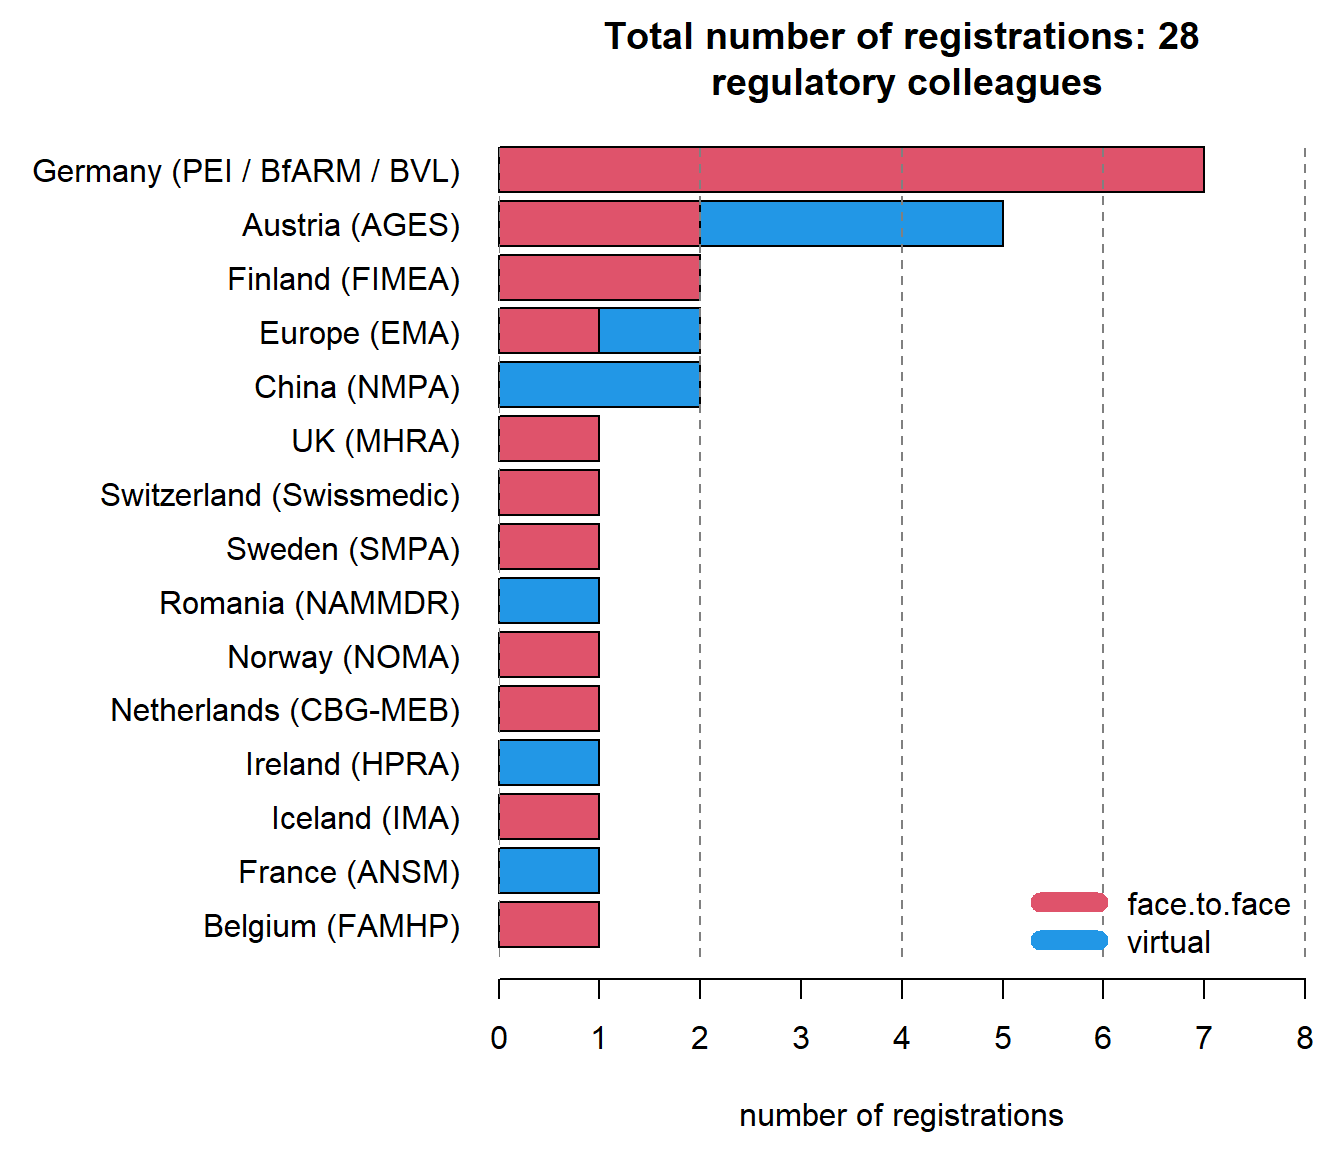 Total number of registrations: 28
regulatory colleagues
Germany (PEI / BfARM / BVL)
Austria (AGES)
Finland (FIMEA)
Europe (EMA)
China (NMPA)
UK (MHRA)
Switzerland (Swissmedic)
Sweden (SMPA)
Romania (NAMMDR)
Norway (NOMA)
Netherlands (CBG-MEB)
Ireland (HPRA)
Iceland (IMA)
France (ANSM)
Belgium (FAMHP)
face.to.face
virtual
0 1 2 3 4 5 6 7 8
number of registrations